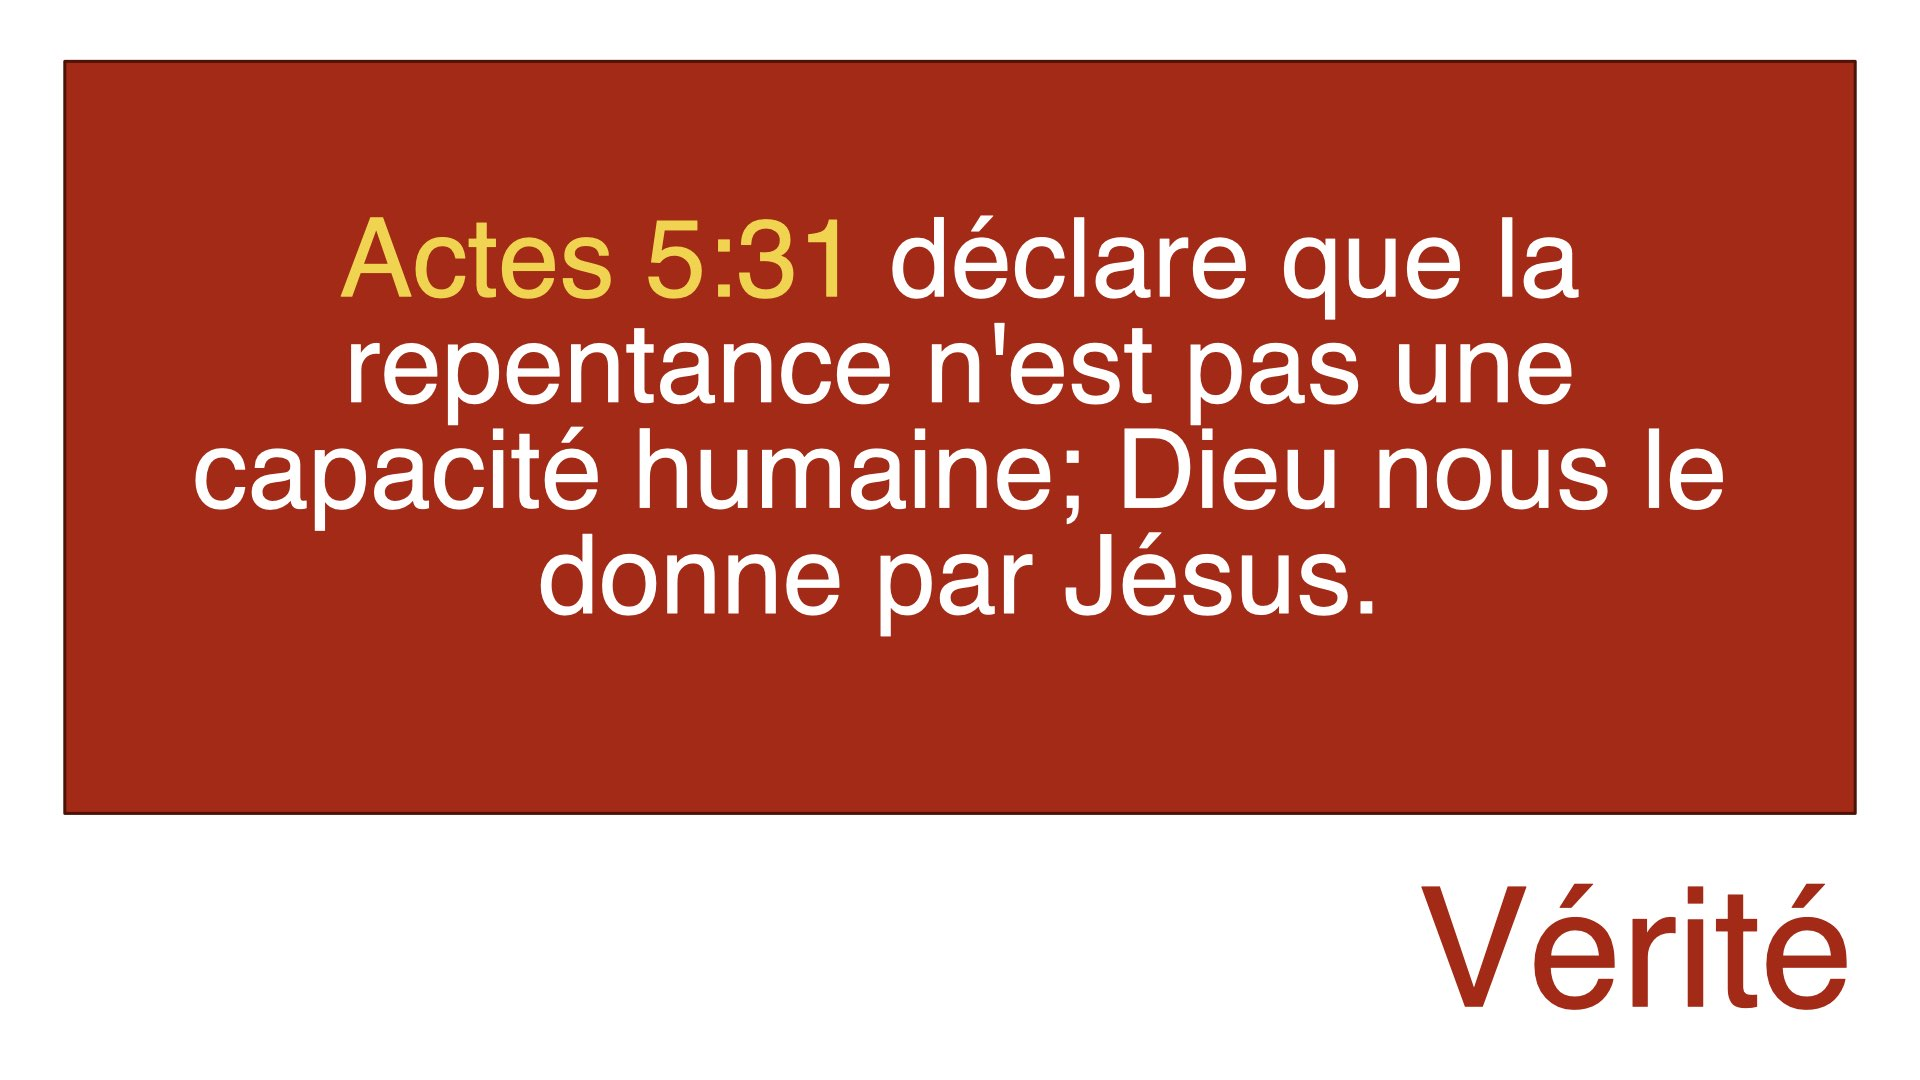 Actes 5:31 déclare que la
repentance n'est pas une
capacité humaine; Dieu nous le
donne par Jésus.
Vérité